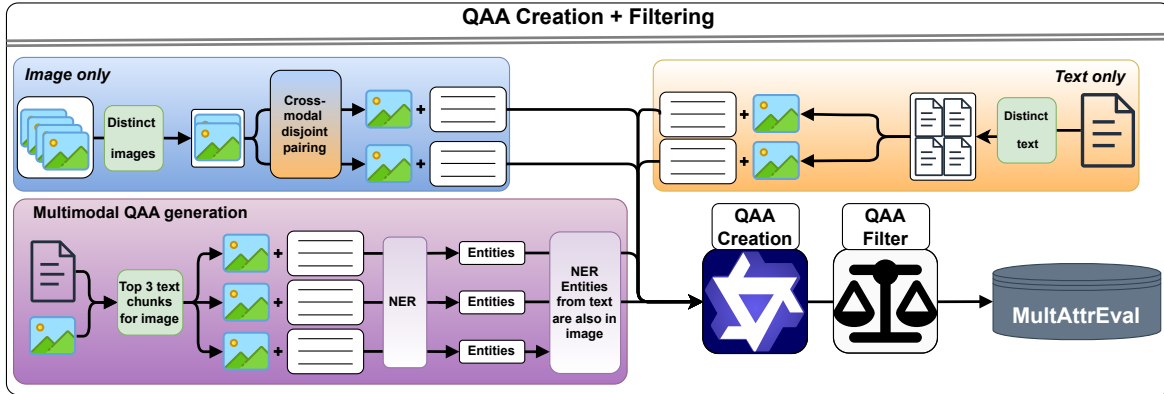 QAA Creation + Filtering
Image only
Distinct
images
Cross-
modal
disjoint
pairing
+
+
Text only
+
+
Distinct
text
Multimodal QAA generation
Top 3 text
chunks
for image
+
+
+
NER
Entities
Entities
Entities
NER
Entities
from text
are also in
image
QAA
Creation
QAA
Filter
MultAttrEval